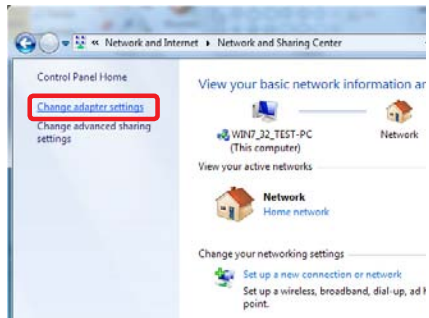 « Network and Internet ▸ Network and Sharing Center
Control Panel Home
Change adapter settings
Change advanced sharing
settings
View your basic network information
WIN7_32_TEST-PC
(This computer)
Network
View your active networks
Network
Home network
Change your networking settings
Set up a new connection or network
Set up a wireless, broadband, dial-up, ad
point.